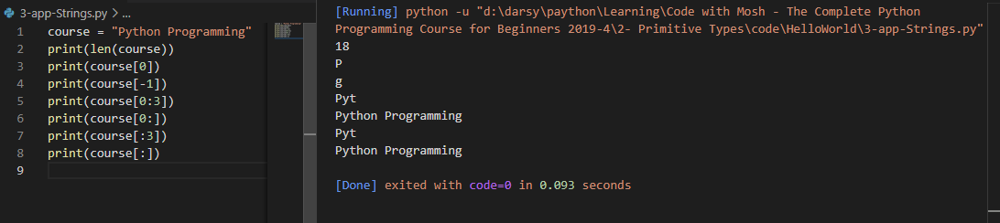 3-app-Strings.py > ...
1 course = "Python Programming"
2 print(len(course))
3 print(course[0])
4 print(course[-1])
5 print(course[0:3])
6 print(course[0:])
7 print(course[:3])
8 print(course[:])
9
[Running] python -u "d:\darsy\paython\Learning\Code with Mosh - The Complete Python
Programming Course for Beginners 2019-4\2- Primitive Types\code\HelloWorld\3-app-Strings.py"
18
P
g
Pyt
Python Programming
Pyt
Python Programming
[Done] exited with code=0 in 0.093 seconds